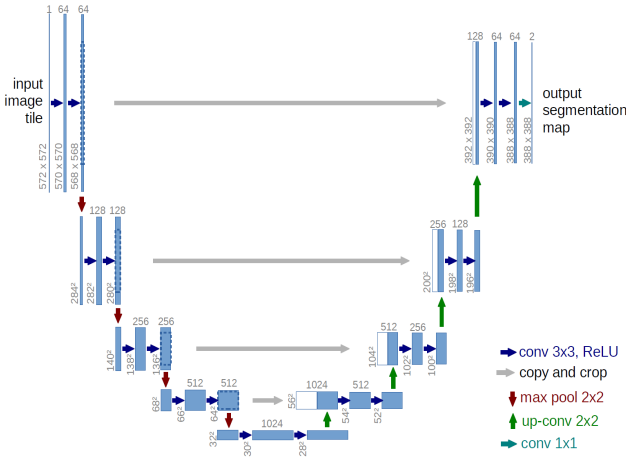 1 64 64
128 64 64 2
input
image
tile
572 x 572
570 x 570
568 x 568
392 x 392
390 x 390
388 x 388
388 x 388
output
segmentation
map
128 128
284²
282²
280²
256 128
200²
198²
196²
256 256
140²
138²
136²
512 256
104²
102²
100²
512 512
68²
66²
64²
1024 512
56²
54²
52²
1024
32²
30²
28²
conv 3x3, ReLU
copy and crop
max pool 2x2
up-conv 2x2
conv 1x1